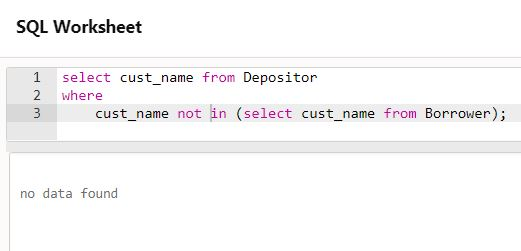 SQL Worksheet
1 select cust_name from Depositor
2 where
3 cust_name not in (select cust_name from Borrower);
no data found